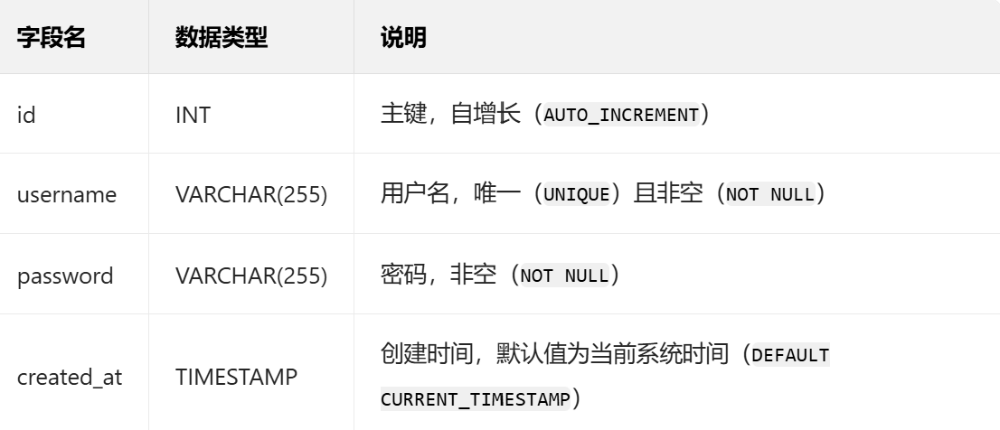 字段名 数据类型 说明
id INT 主键，自增长（AUTO_INCREMENT）
username VARCHAR(255) 用户名，唯一（UNIQUE）且非空（NOT NULL）
password VARCHAR(255) 密码，非空（NOT NULL）
created_at TIMESTAMP 创建时间，默认值为当前系统时间（DEFAULT
CURRENT_TIMESTAMP）